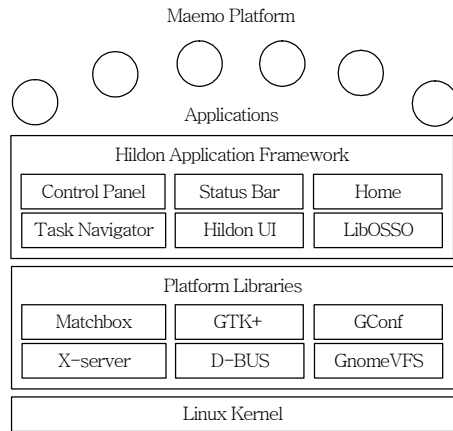 Maemo Platform
Applications
Hildon Application Framework
Control Panel Status Bar Home
Task Navigator Hildon UI LibOSSO
Platform Libraries
Matchbox GTK+ GConf
X-server D-BUS GnomeVFS
Linux Kernel